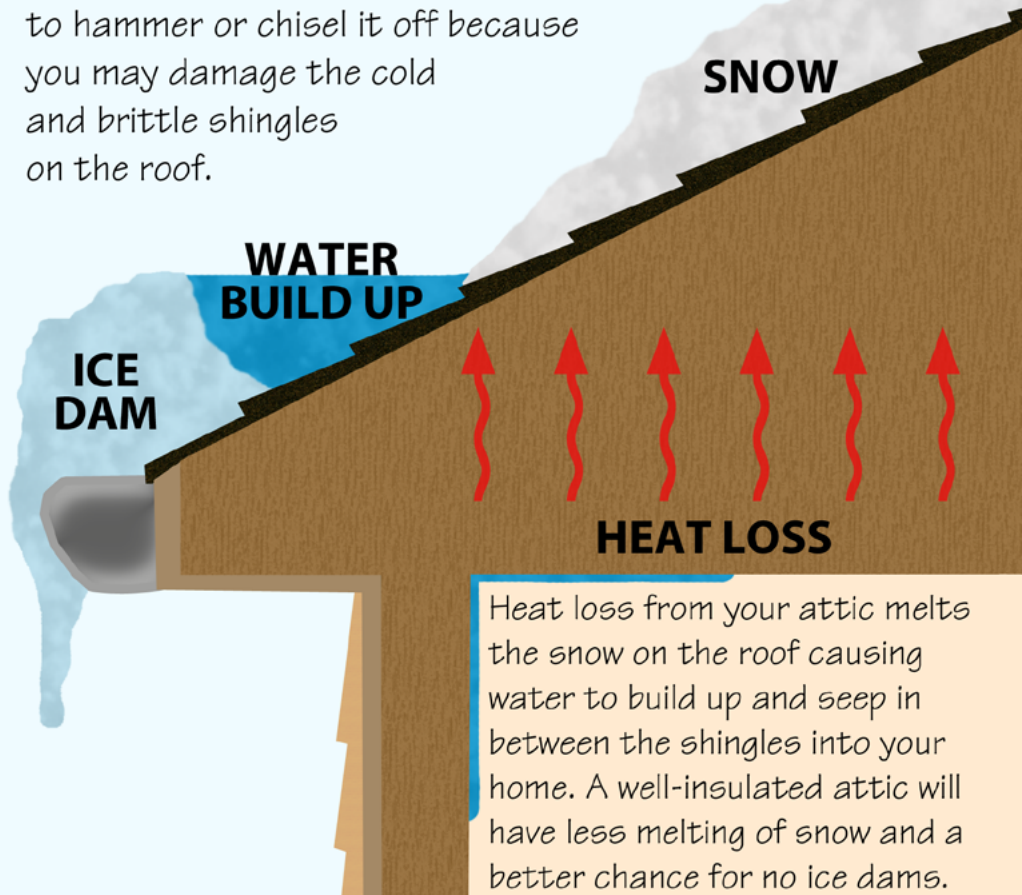 to hammer or chisel it off because
you may damage the cold
and brittle shingles
on the roof.
SNOW
WATER
BUILD UP
ICE
DAM
HEAT LOSS
Heat loss from your attic melts
the snow on the roof causing
water to build up and seep in
between the shingles into your
home. A well-insulated attic will
have less melting of snow and a
better chance for no ice dams.